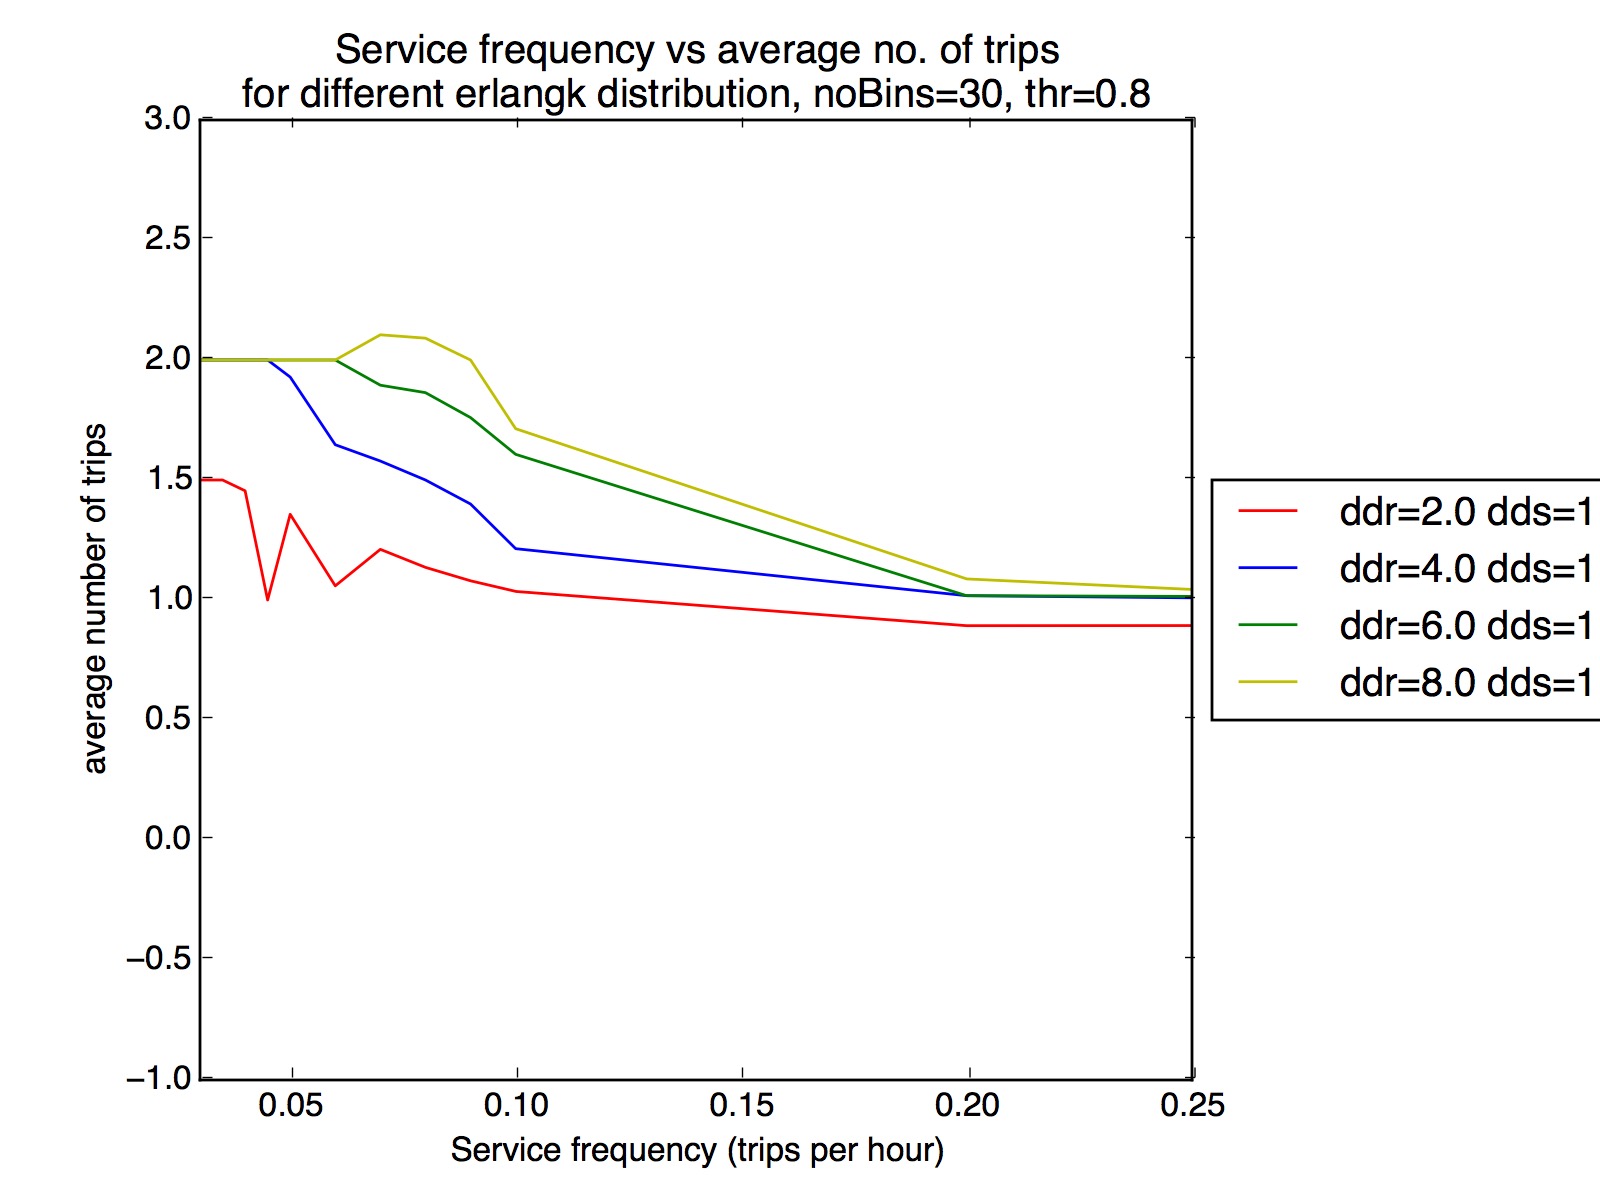 Service frequency vs average no. of trips
for different erlangk distribution, noBins=30, thr=0.8
3.0
2.5
2.0
1.5
1.0
0.5
0.0
−0.5
−1.0
average number of trips
0.05 0.10 0.15 0.20 0.25
Service frequency (trips per hour)
ddr=2.0 dds=1
ddr=4.0 dds=1
ddr=6.0 dds=1
ddr=8.0 dds=1